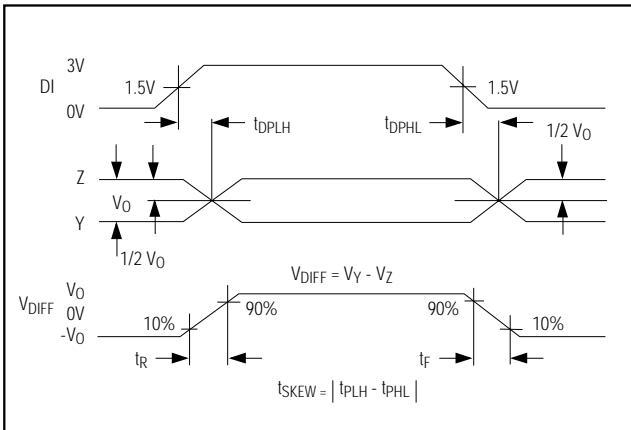 3V
DI
1.5V
1.5V
0V
tDPLH
tDPHL
1/2 VO
Z
VO
Y
1/2 VO
VDIFF = VY - VZ
VO
VDIFF
0V
-VO
10%
90%
90%
10%
tR
tF
tSKEW = | tPLH - tPHL |